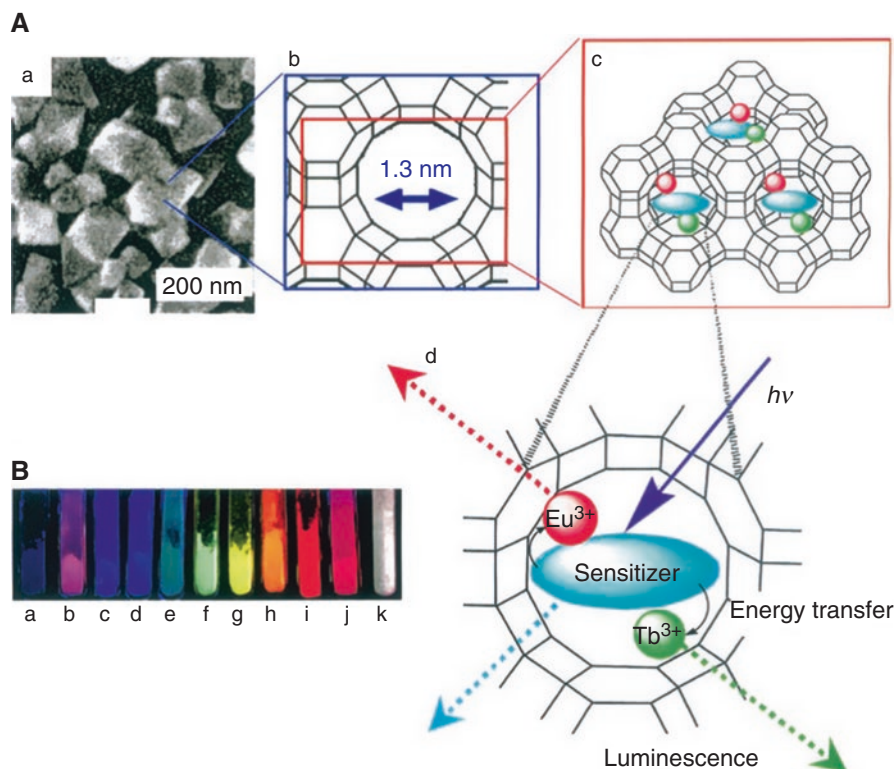 A
a
b
c
1.3 nm
200 nm
d
hν
B
Eu3+
Sensitizer
Tb3+
Energy transfer
a b c d e f g h i j k
Luminescence